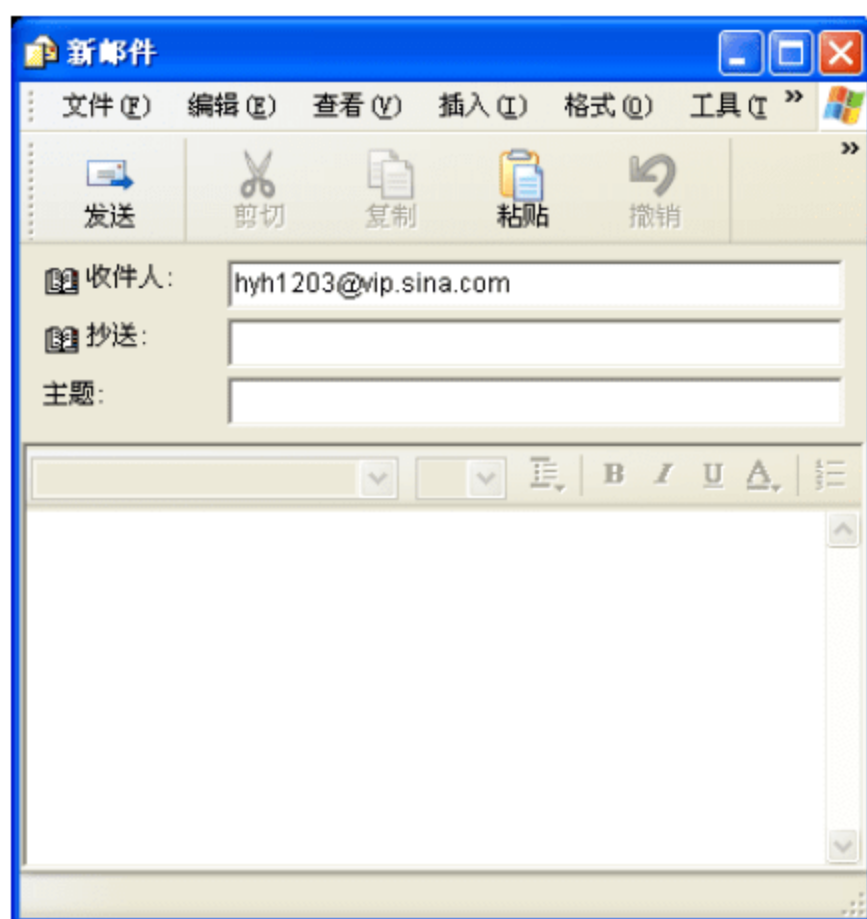 新邮件
文件(F) 编辑(E) 查看(V) 插入(I) 格式(O) 工具(T »
»
发送 剪切 复制 粘贴 撤销
收件人: hyh1203@vip.sina.com
抄送:
主题:
B I U A